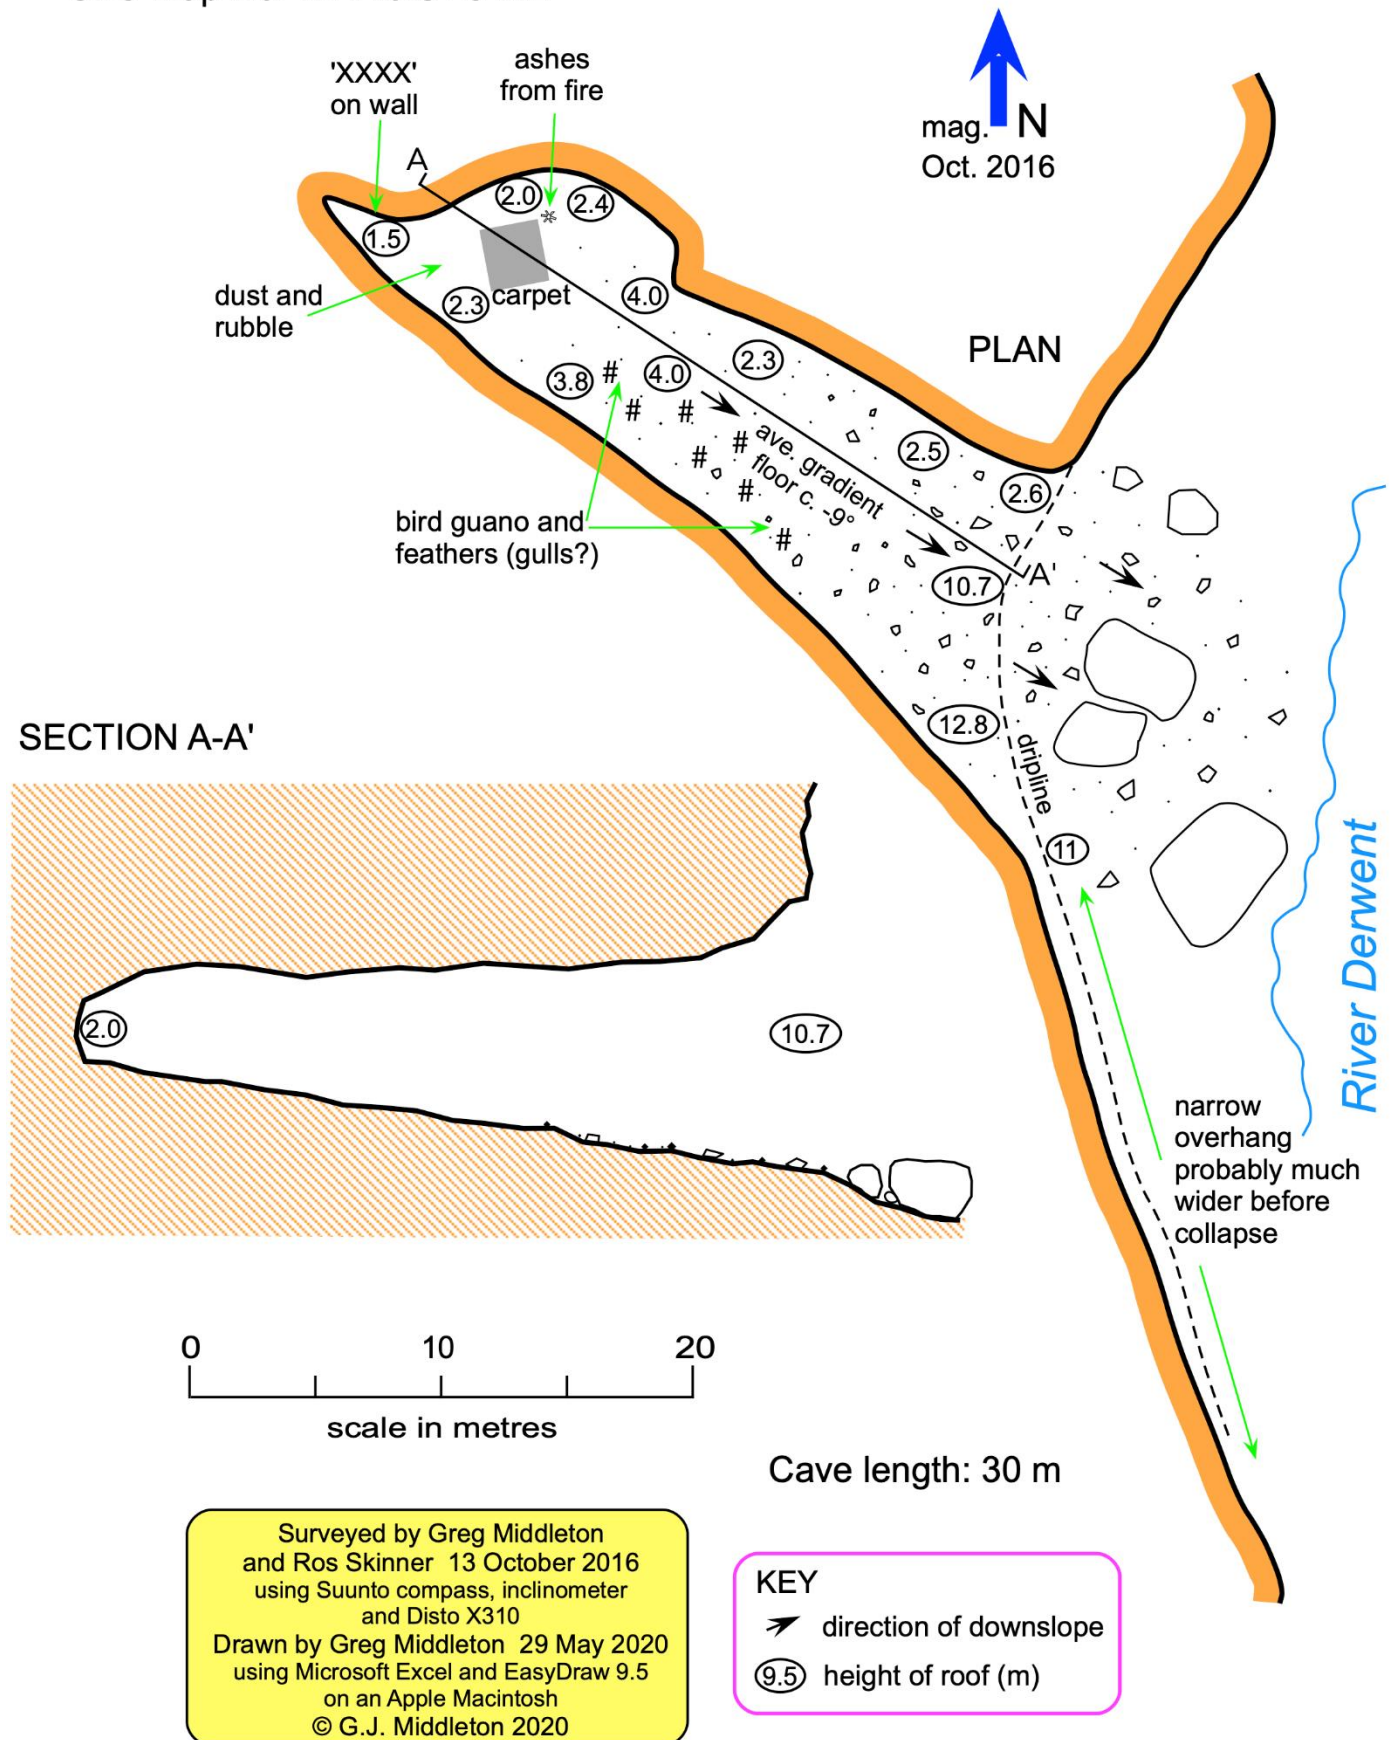 'XXXX'
on wall
ashes
from fire
mag. N
Oct. 2016
A
2.0
2.4
1.5
dust and
rubble
2.3
carpet
4.0
PLAN
2.3
3.8
#
4.0
#
#
#
ave. gradient
floor c. -9°
2.5
#
#
2.6
bird guano and
feathers (gulls?)
#
A'
10.7
12.8
dripline
11
River Derwent
narrow
overhang
probably much
wider before
collapse
SECTION A-A'
2.0
10.7
0 10 20
scale in metres
Cave length: 30 m
Surveyed by Greg Middleton
and Ros Skinner 13 October 2016
using Suunto compass, inclinometer
and Disto X310
Drawn by Greg Middleton 29 May 2020
using Microsoft Excel and EasyDraw 9.5
on an Apple Macintosh
© G.J. Middleton 2020
KEY
direction of downslope
9.5 height of roof (m)